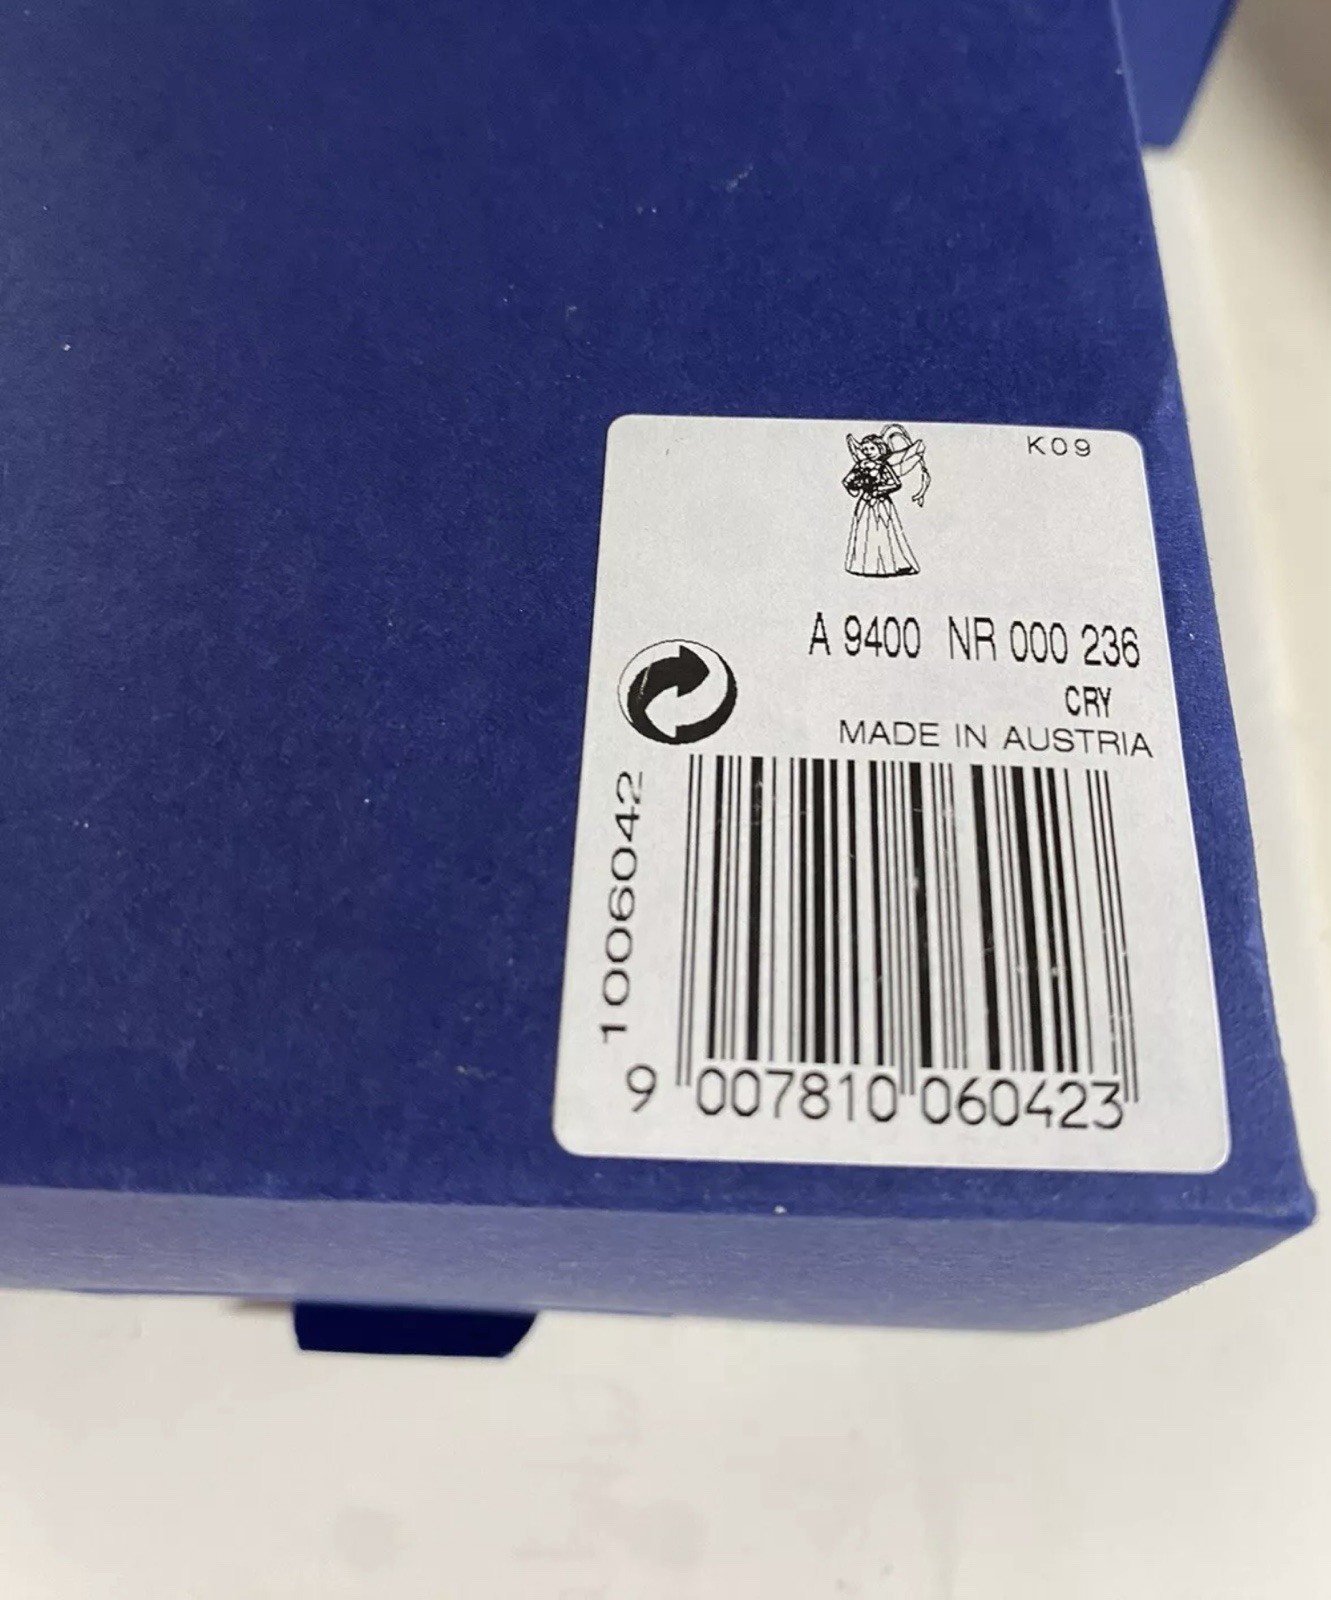 K09
A 9400 NR 000 236
CRY
MADE IN AUSTRIA
1006042
9 007810 060423